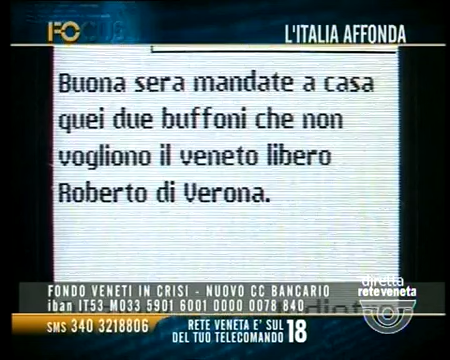 FOCUS
L'ITALIA AFFONDA
Buona sera mandate a casa
quei due buffoni che non
vogliono il veneto libero
Roberto di Verona.
FONDO VENETI IN CRISI - NUOVO CC BANCARIO
iban IT53 M033 5901 6001 0000 0078 840
diretta
reteveneta
SMS 340 3218806
RETE VENETA E' SUL
DEL TUO TELECOMANDO 18